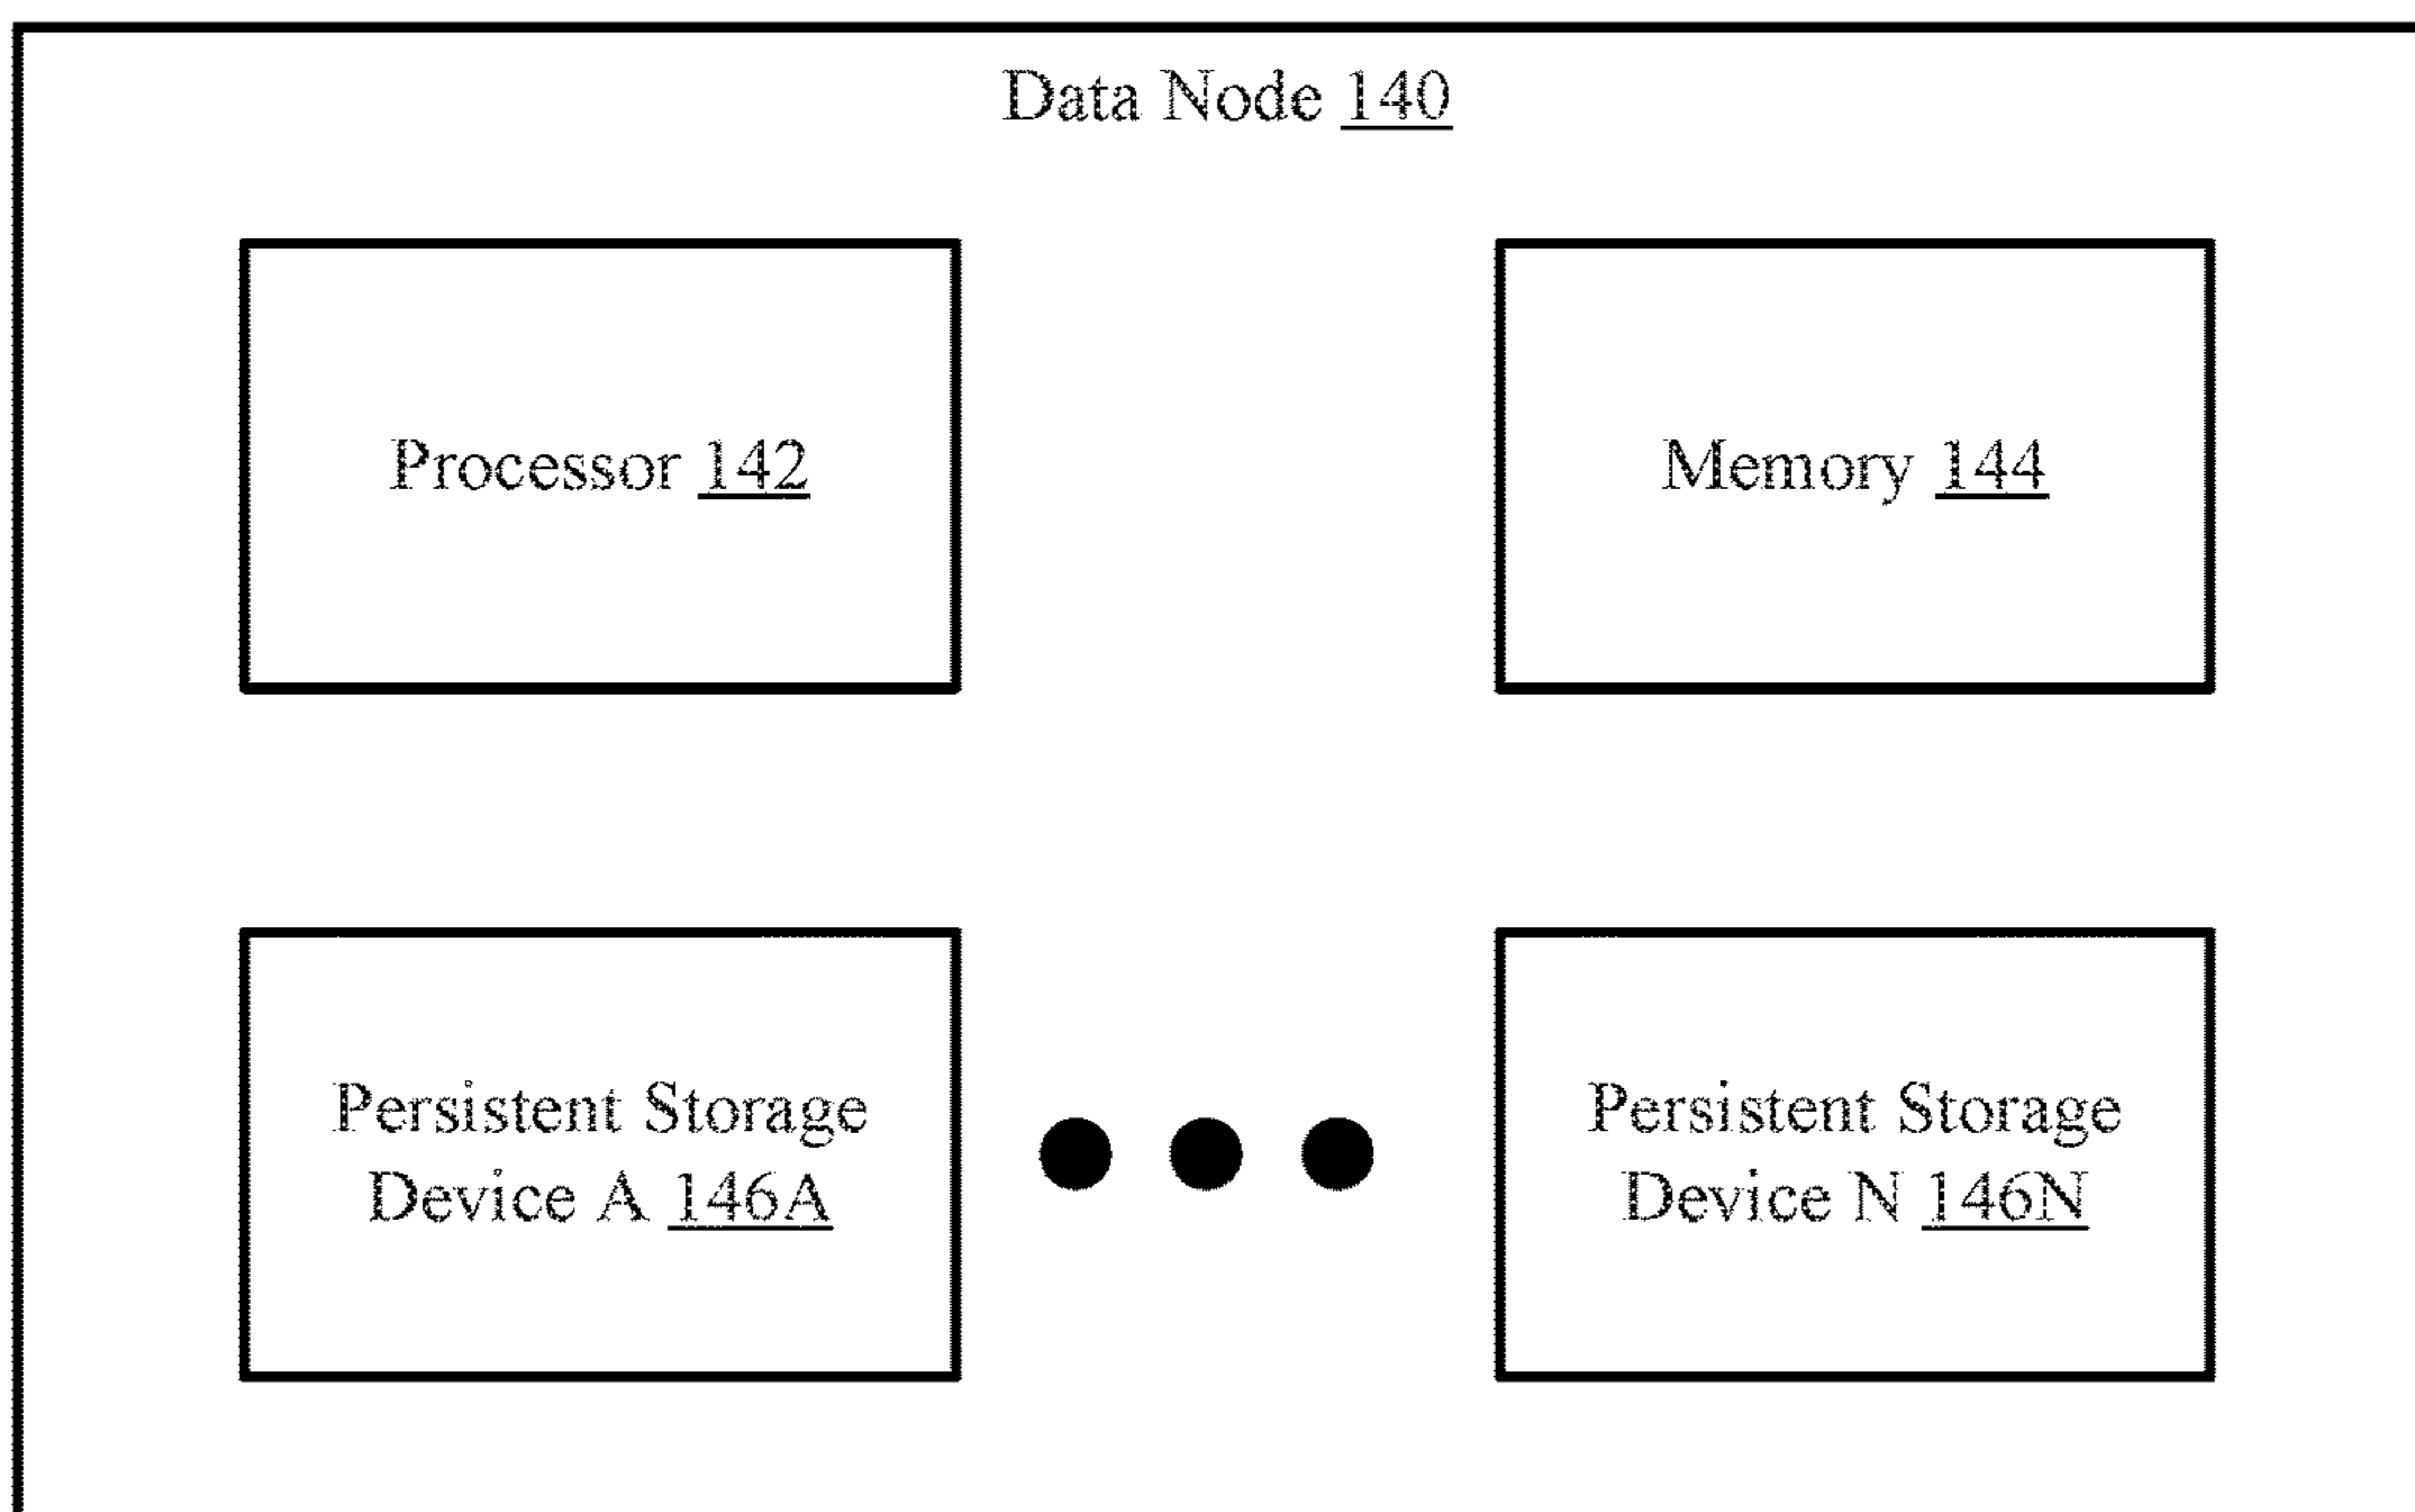 Data Node 140
Processor 142
Memory 144
Persistent Storage
Device A 146A
Persistent Storage
Device N 146N